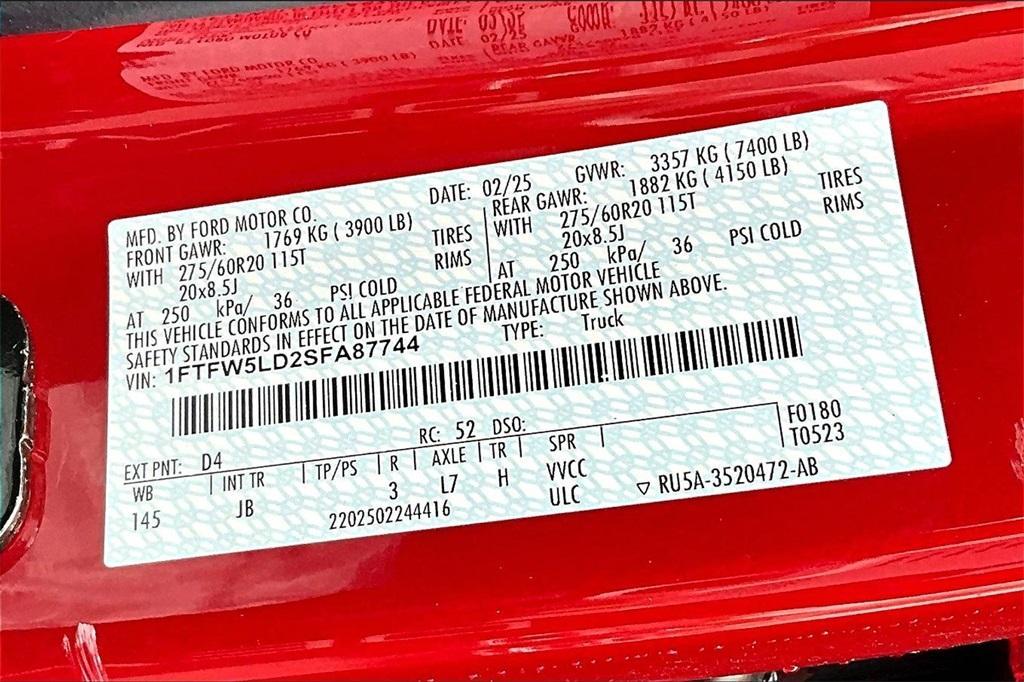 MFD. BY FORD MOTOR CO. DATE: 02/25 GVWR: 3357 KG ( 7400 LB)
FRONT GAWR: 1769 KG ( 3900 LB) REAR GAWR: 1882 KG ( 4150 LB)
WITH 275/60R20 115T TIRES WITH 275/60R20 115T TIRES
20x8.5J RIMS 20x8.5J RIMS
AT 250 kPa/ 36 PSI COLD AT 250 kPa/ 36 PSI COLD
THIS VEHICLE CONFORMS TO ALL APPLICABLE FEDERAL MOTOR VEHICLE
SAFETY STANDARDS IN EFFECT ON THE DATE OF MANUFACTURE SHOWN ABOVE.
VIN: 1FTFW5LD2SFA87744 TYPE: Truck
EXT PNT: D4 RC: 52 DSO: F0180
WB INT TR TP/PS R AXLE TR SPR T0523
145 JB 3 L7 H VVCC
2202502244416 ULC ▽ RU5A-3520472-AB